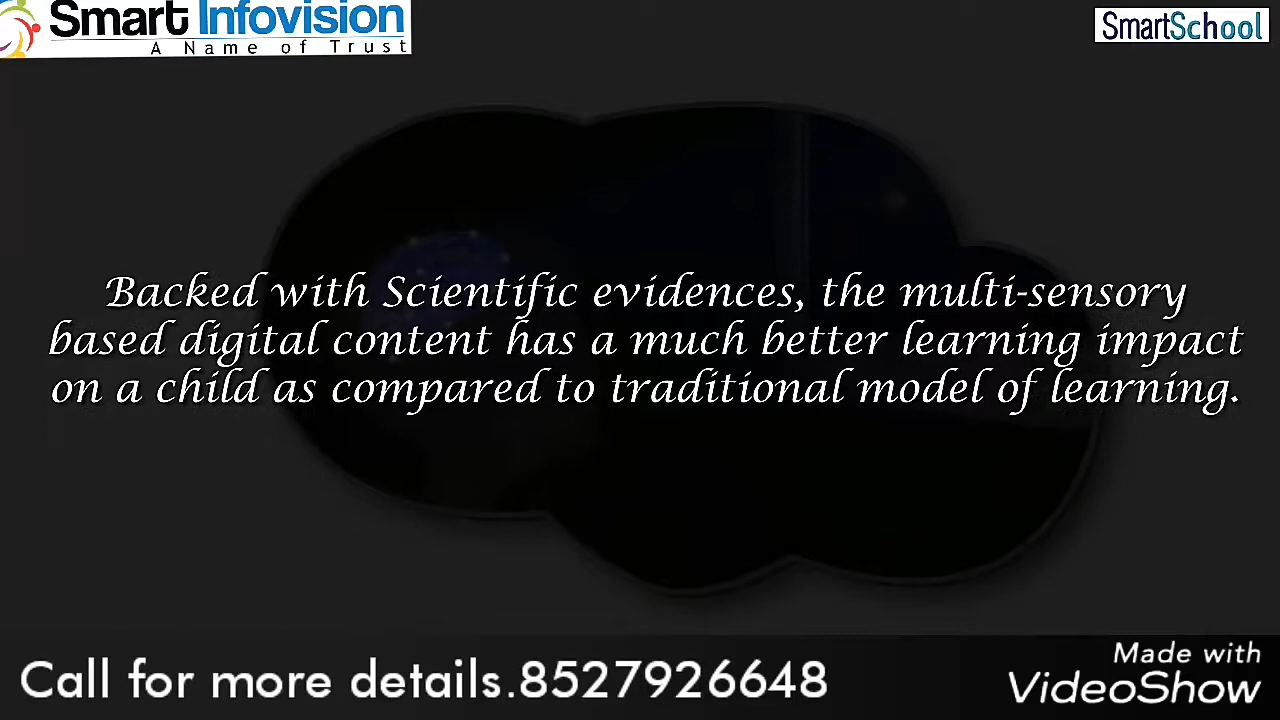 Smart Infovision
A Name of Trust
SmartSchool
Backed with Scientific evidences, the multi-sensory
based digital content has a much better learning impact
on a child as compared to traditional model of learning.
Call for more details.8527926648
Made with
VideoShow